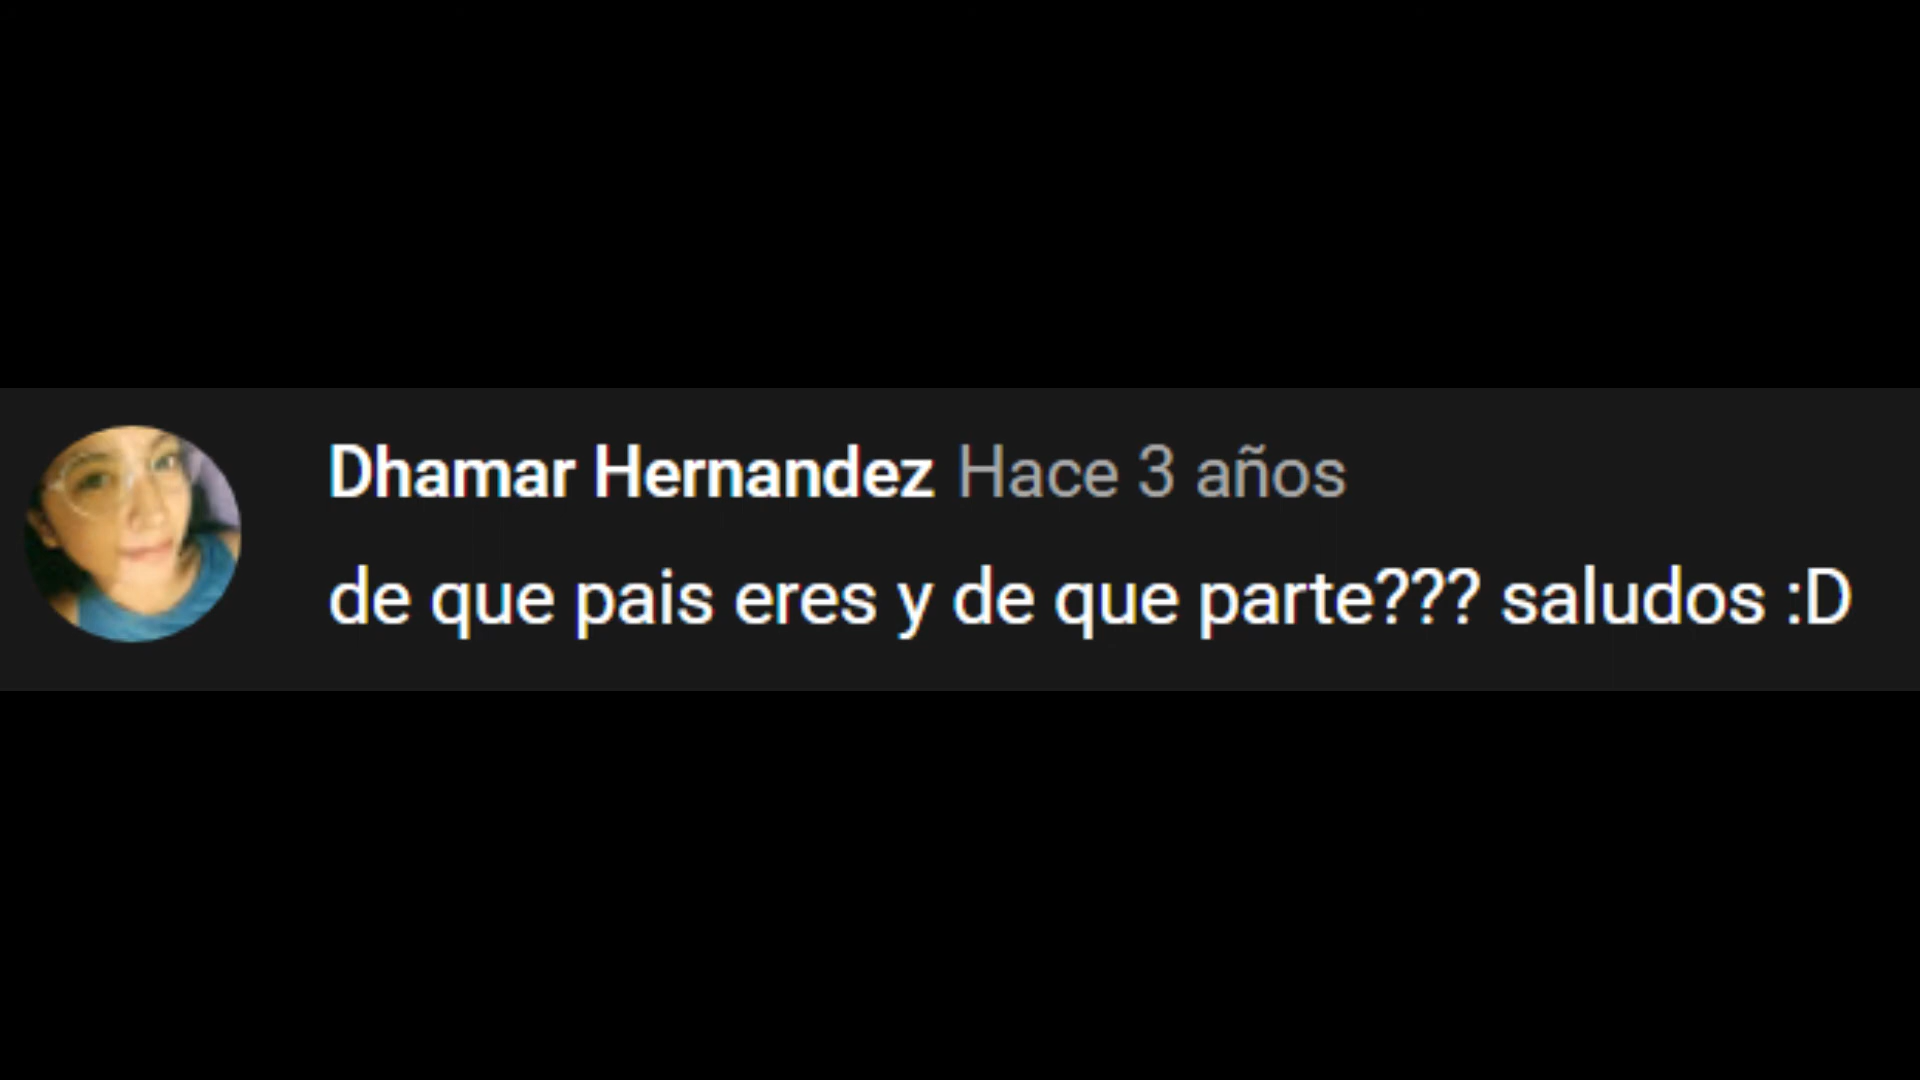 Dhamar Hernandez Hace 3 años
de que pais eres y de que parte??? saludos :D